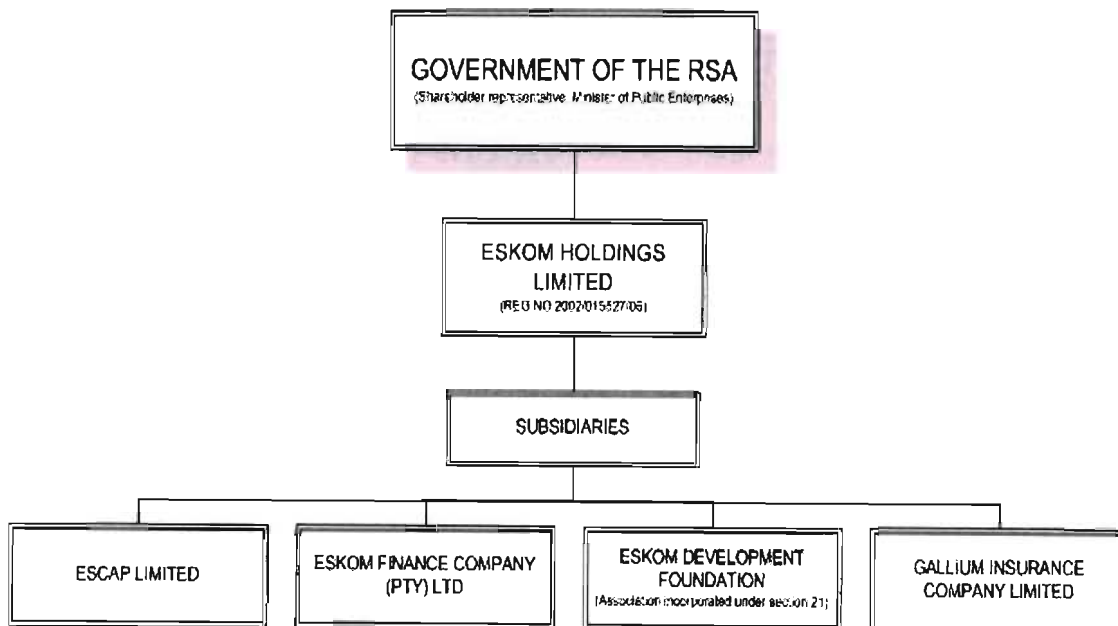 GOVERNMENT OF THE RSA
(Shareholder representative Minister of Public Enterprises)
ESKOM HOLDINGS
LIMITED
(REG NO 2002/015527/06)
SUBSIDIARIES
ESCAP LIMITED
ESKOM FINANCE COMPANY
(PTY) LTD
ESKOM DEVELOPMENT
FOUNDATION
(Association incorporated under section 21)
GALLIUM INSURANCE
COMPANY LIMITED